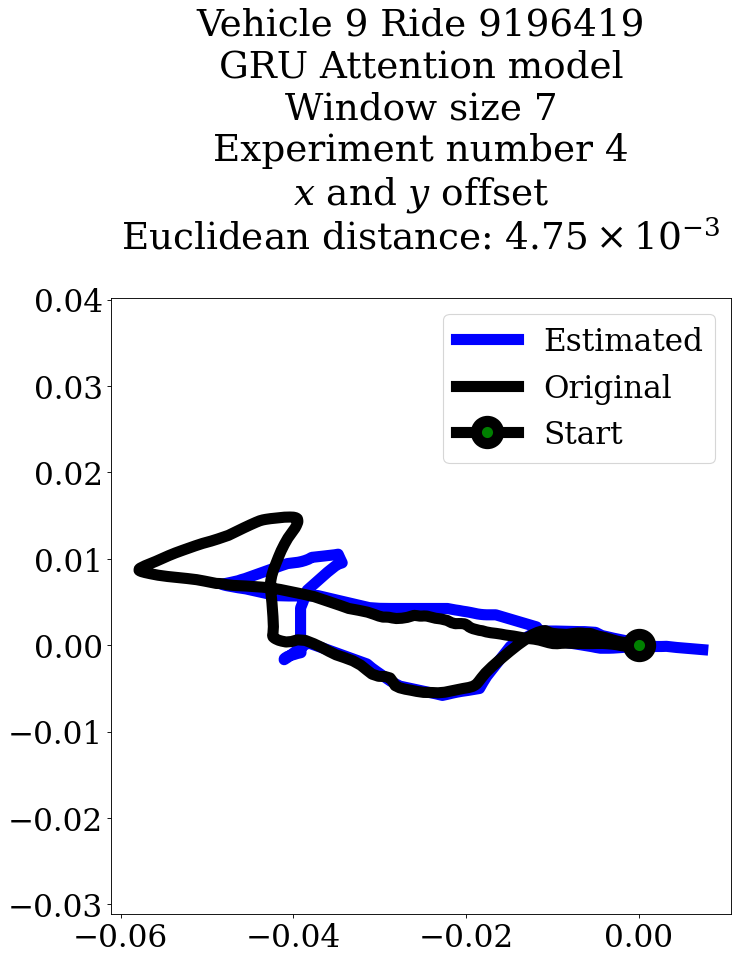 Vehicle 9 Ride 9196419
GRU Attention model
Window size 7
Experiment number 4
x and y offset
Euclidean distance: 4.75 × 10⁻³
Estimated
Original
Start
0.04
0.03
0.02
0.01
0.00
−0.01
−0.02
−0.03
−0.06
−0.04
−0.02
0.00